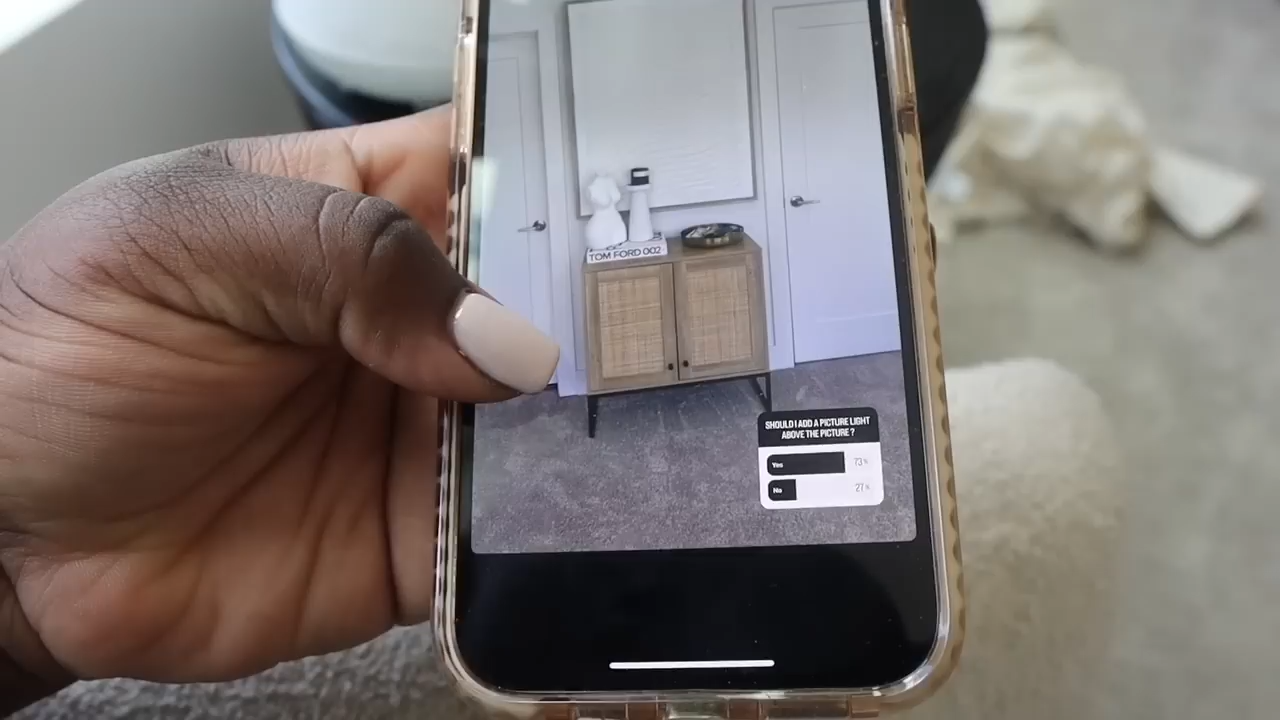 TOM FORD 002
SHOULD I ADD A PICTURE LIGHT
ABOVE THE PICTURE ?
Yes 73%
No 27%